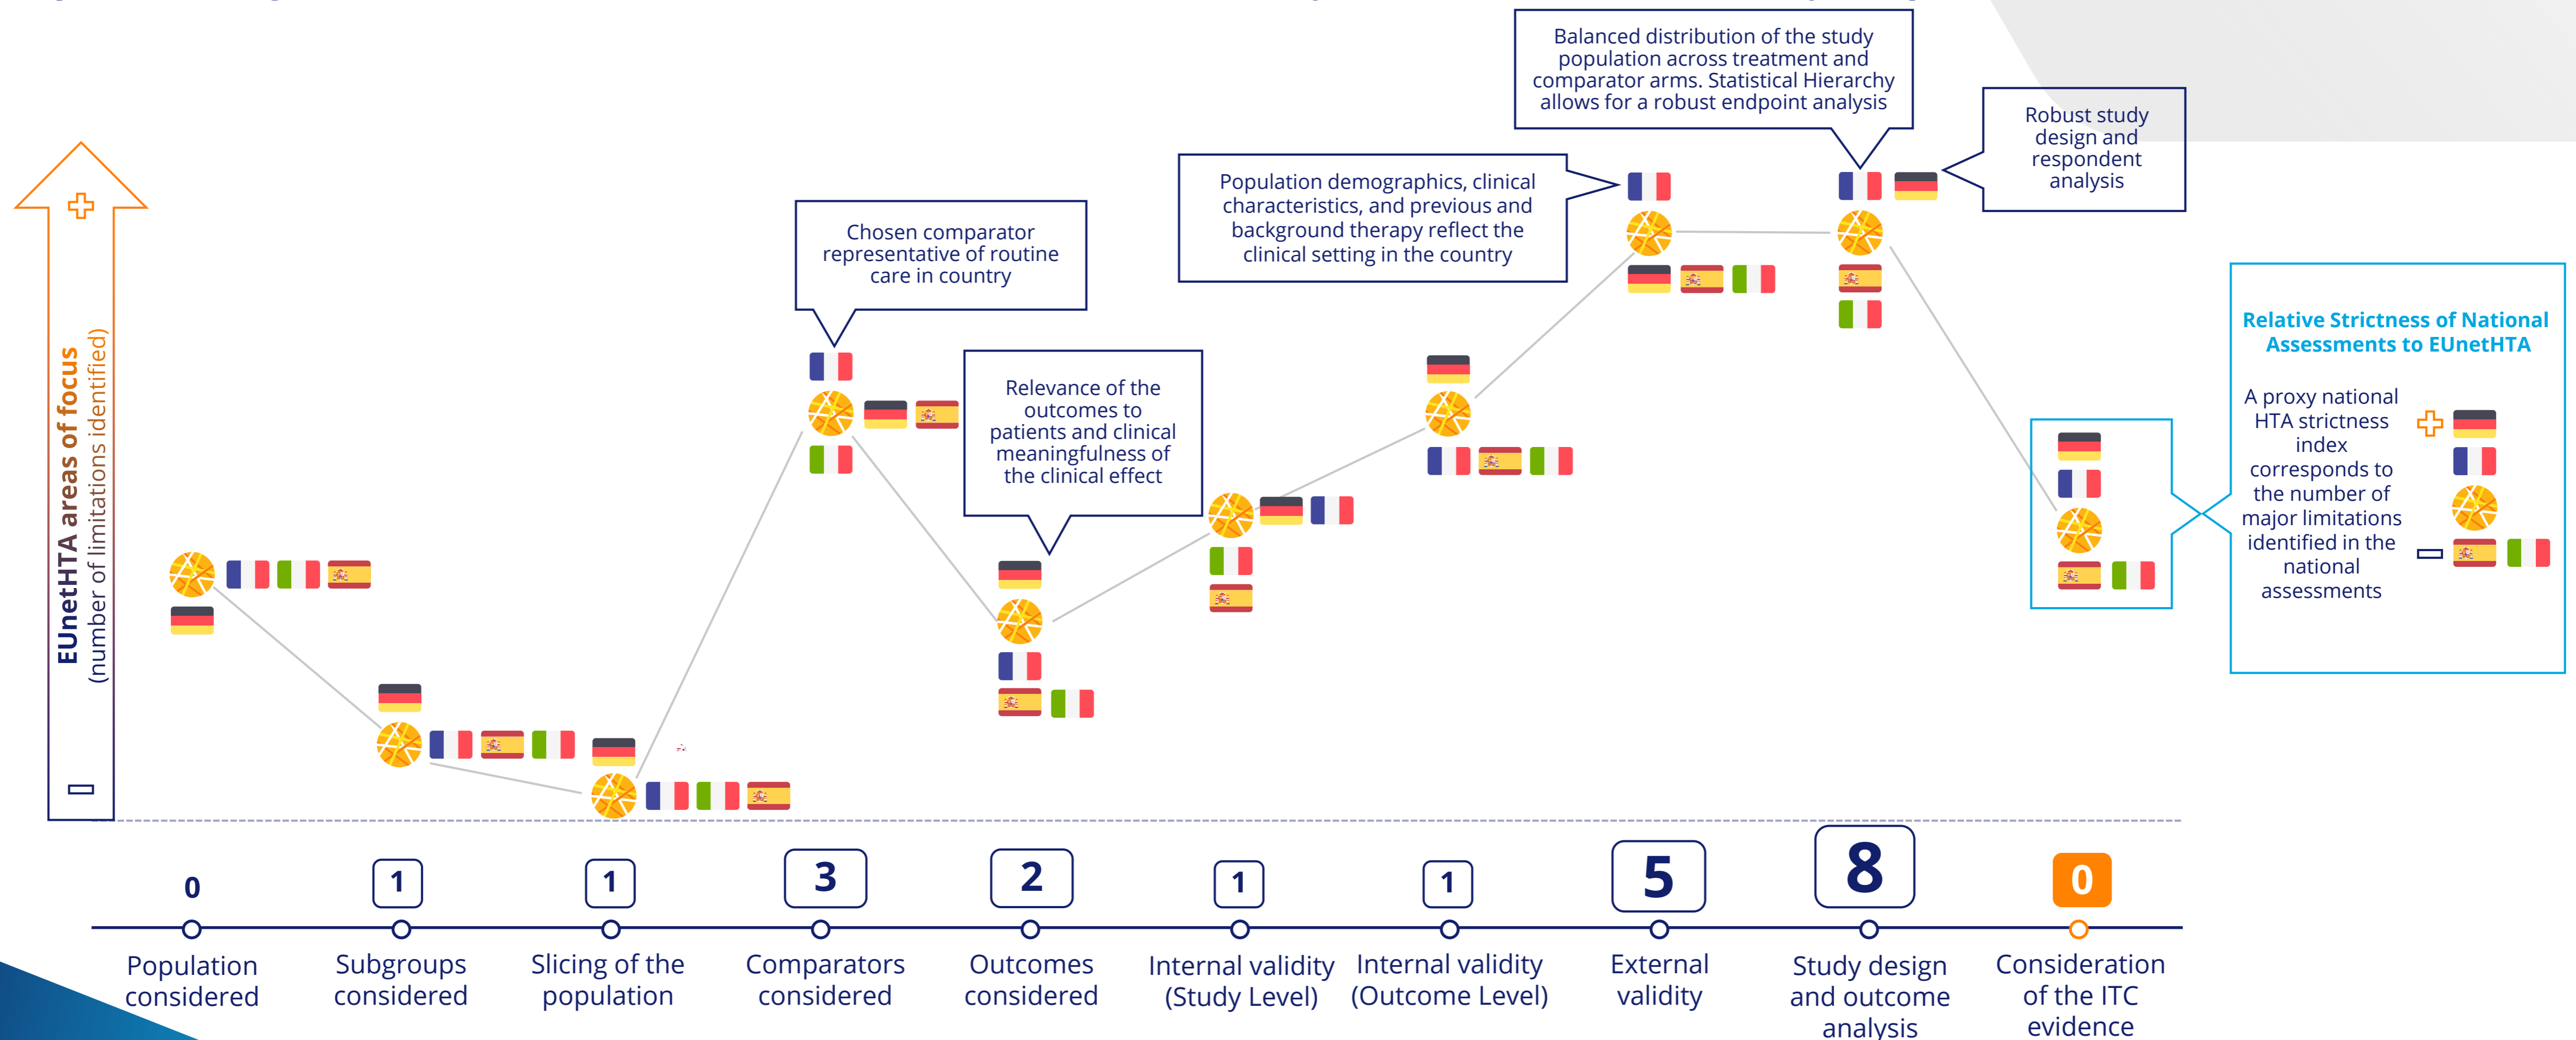 Balanced distribution of the study
population across treatment and
comparator arms. Statistical Hierarchy
allows for a robust endpoint analysis
Robust study
design and
respondent
analysis
Population demographics, clinical
characteristics, and previous and
background therapy reflect the
clinical setting in the country
Chosen comparator
representative of routine
care in country
Relevance of the
outcomes to
patients and clinical
meaningfulness of
the clinical effect
EUnetHTA areas of focus
(number of limitations identified)
Relative Strictness of National
Assessments to EUnetHTA
A proxy national
HTA strictness
index
corresponds to
the number of
major limitations
identified in the
national
assessments
0
1
1
3
2
1
1
5
8
0
Population
considered
Subgroups
considered
Slicing of the
population
Comparators
considered
Outcomes
considered
Internal validity
(Study Level)
Internal validity
(Outcome Level)
External
validity
Study design
and outcome
analysis
Consideration
of the ITC
evidence